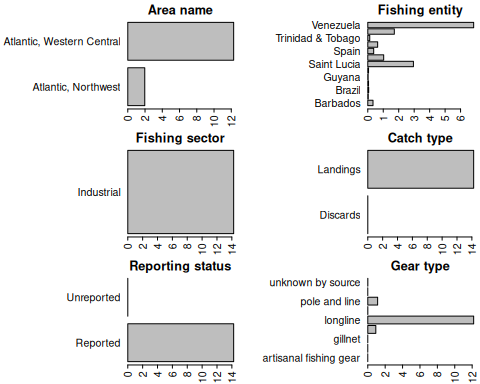 Area name
Atlantic, Western Central
Atlantic, Northwest
0 2 4 6 8 10 12
Fishing entity
Venezuela
Trinidad & Tobago
Spain
Saint Lucia
Guyana
Brazil
Barbados
0 1 2 3 4 5 6
Fishing sector
Industrial
0 2 4 6 8 10 12 14
Catch type
Landings
Discards
0 2 4 6 8 10 12 14
Reporting status
Unreported
Reported
0 2 4 6 8 10 12 14
Gear type
unknown by source
pole and line
longline
gillnet
artisanal fishing gear
0 2 4 6 8 10 12